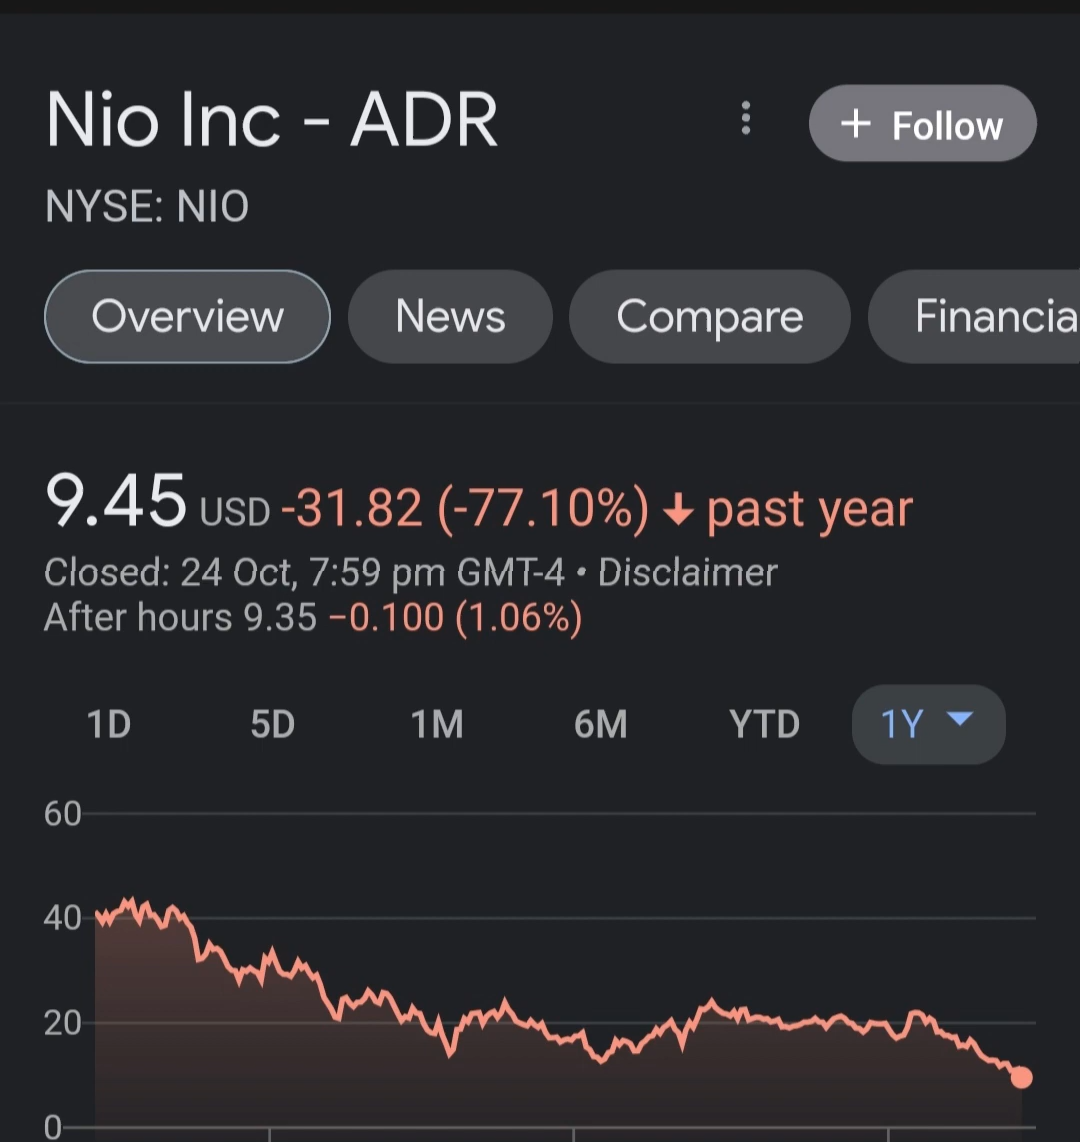 Nio Inc - ADR
+ Follow
NYSE: NIO
Overview
News
Compare
Financia
9.45 USD -31.82 (-77.10%) ↓ past year
Closed: 24 Oct, 7:59 pm GMT-4 • Disclaimer
After hours 9.35 −0.100 (1.06%)
1D
5D
1M
6M
YTD
1Y
60
40
20
0